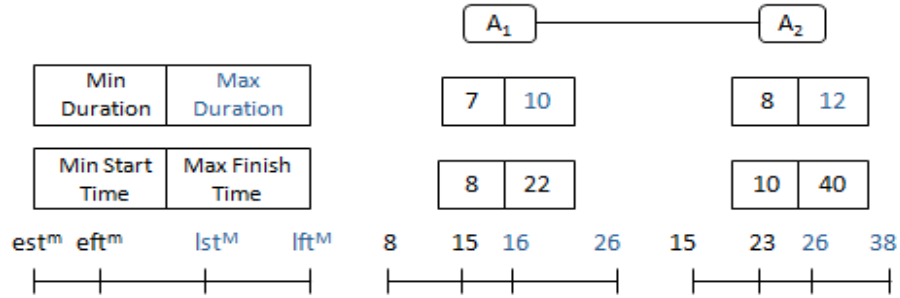 A₁ A₂
Min Duration Max Duration 7 10 8 12
Min Start Time Max Finish Time 8 22 10 40
estᵐ eftᵐ lstᴹ lftᴹ 8 15 16 26 15 23 26 38